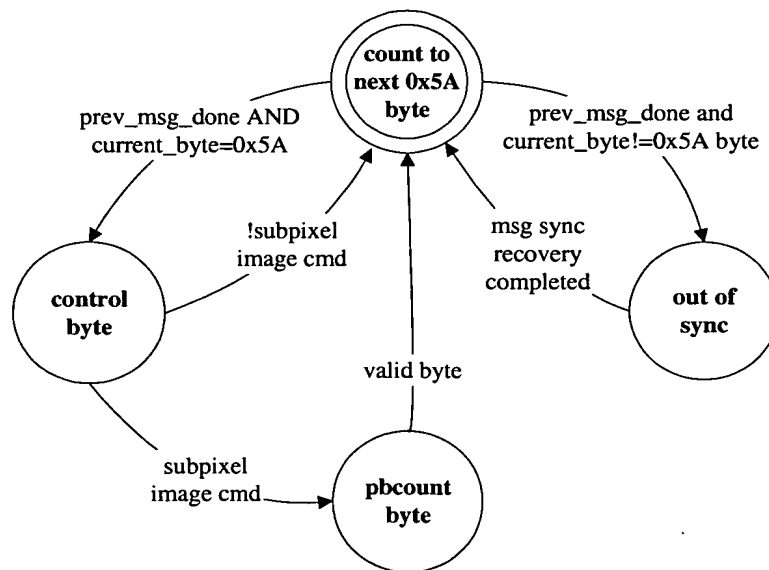 count to
next 0x5A
byte
prev_msg_done AND
current_byte=0x5A
prev_msg_done and
current_byte!=0x5A byte
!subpixel
image cmd
msg sync
recovery
completed
control
byte
out of
sync
valid byte
subpixel
image cmd
pbcount
byte